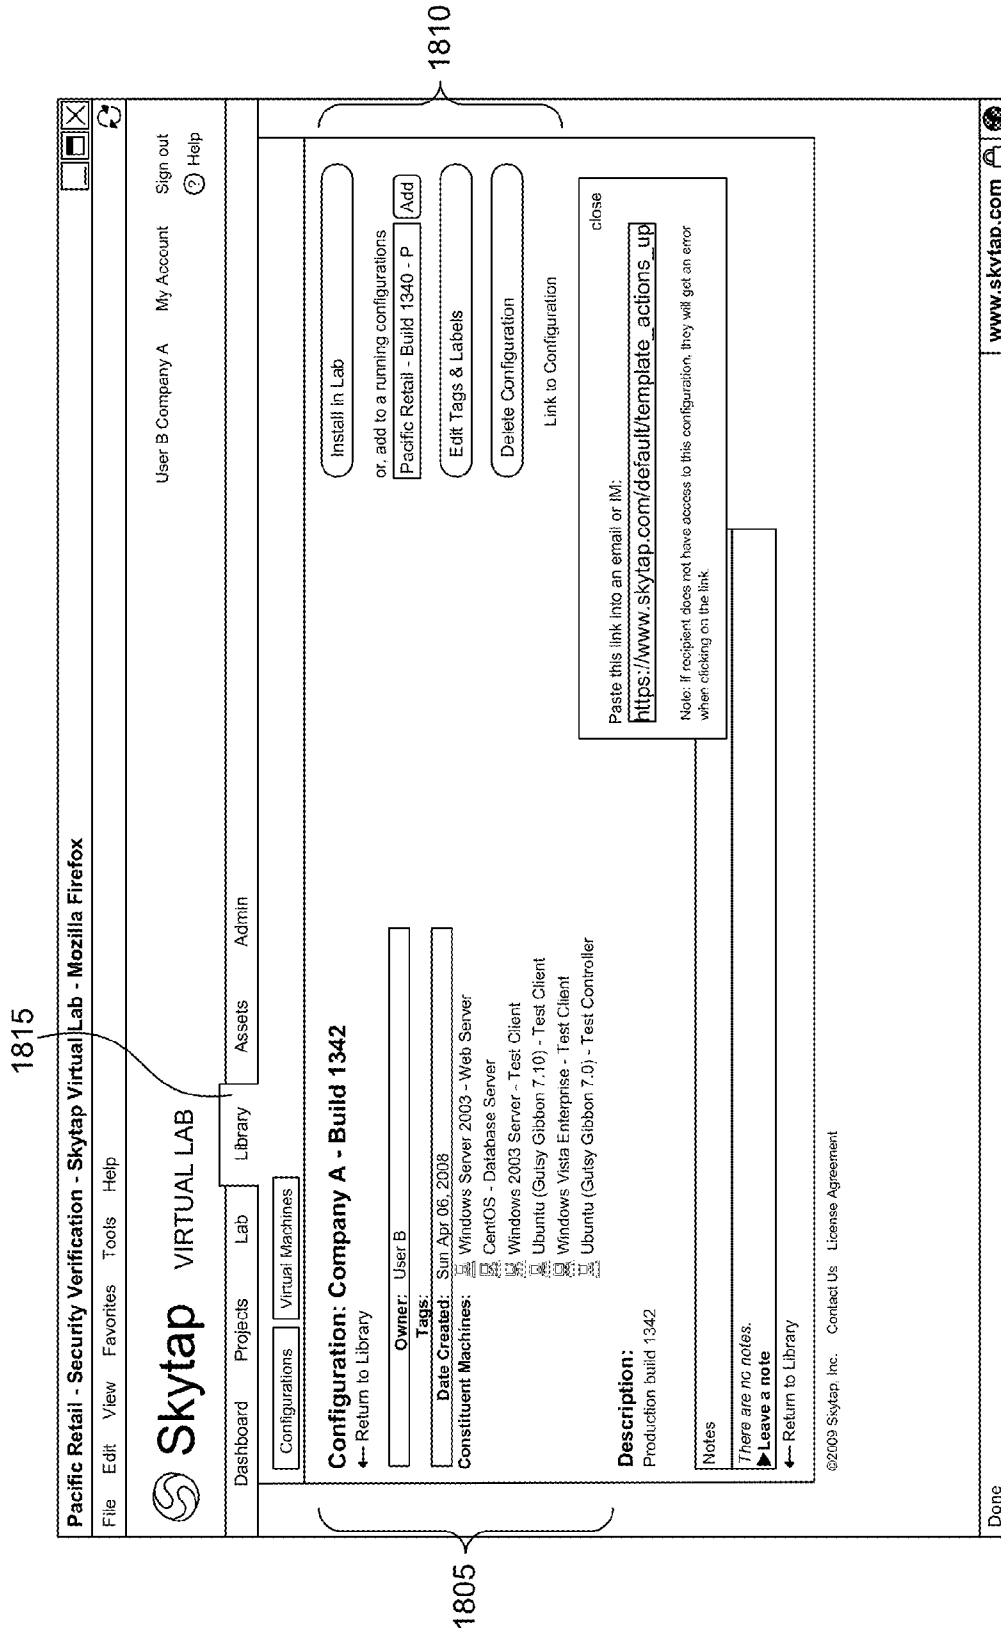 1815
Pacific Retail - Security Verification - Skytap Virtual Lab - Mozilla Firefox
File Edit View Favorites Tools Help
Skytap VIRTUAL LAB
User B Company A My Account Sign out
? Help
Dashboard Projects Lab Library Assets Admin
Configurations Virtual Machines
1805
1810
Configuration: Company A - Build 1342
Return to Library
Owner: User B
Tags:
Date Created: Sun Apr 06, 2008
Constituent Machines: Windows Server 2003 - Web Server
CentOS - Database Server
Windows 2003 Server - Test Client
Ubuntu (Gutsy Gibbon 7.10) - Test Client
Windows Vista Enterprise - Test Client
Ubuntu (Gutsy Gibbon 7.0) - Test Controller
Install in Lab
or, add to a running configurations
Pacific Retail - Build 1340 - P Add
Edit Tags & Labels
Delete Configuration
Link to Configuration
close
Paste this link into an email or IM:
https://www.skytap.com/default/template_actions_up
Note: If recipient does not have access to this configuration, they will get an error
when clicking on the link.
Description:
Production build 1342
Notes
There are no notes.
▶Leave a note
Return to Library
©2009 Skytap, Inc. Contact Us License Agreement
Done
www.skytap.com